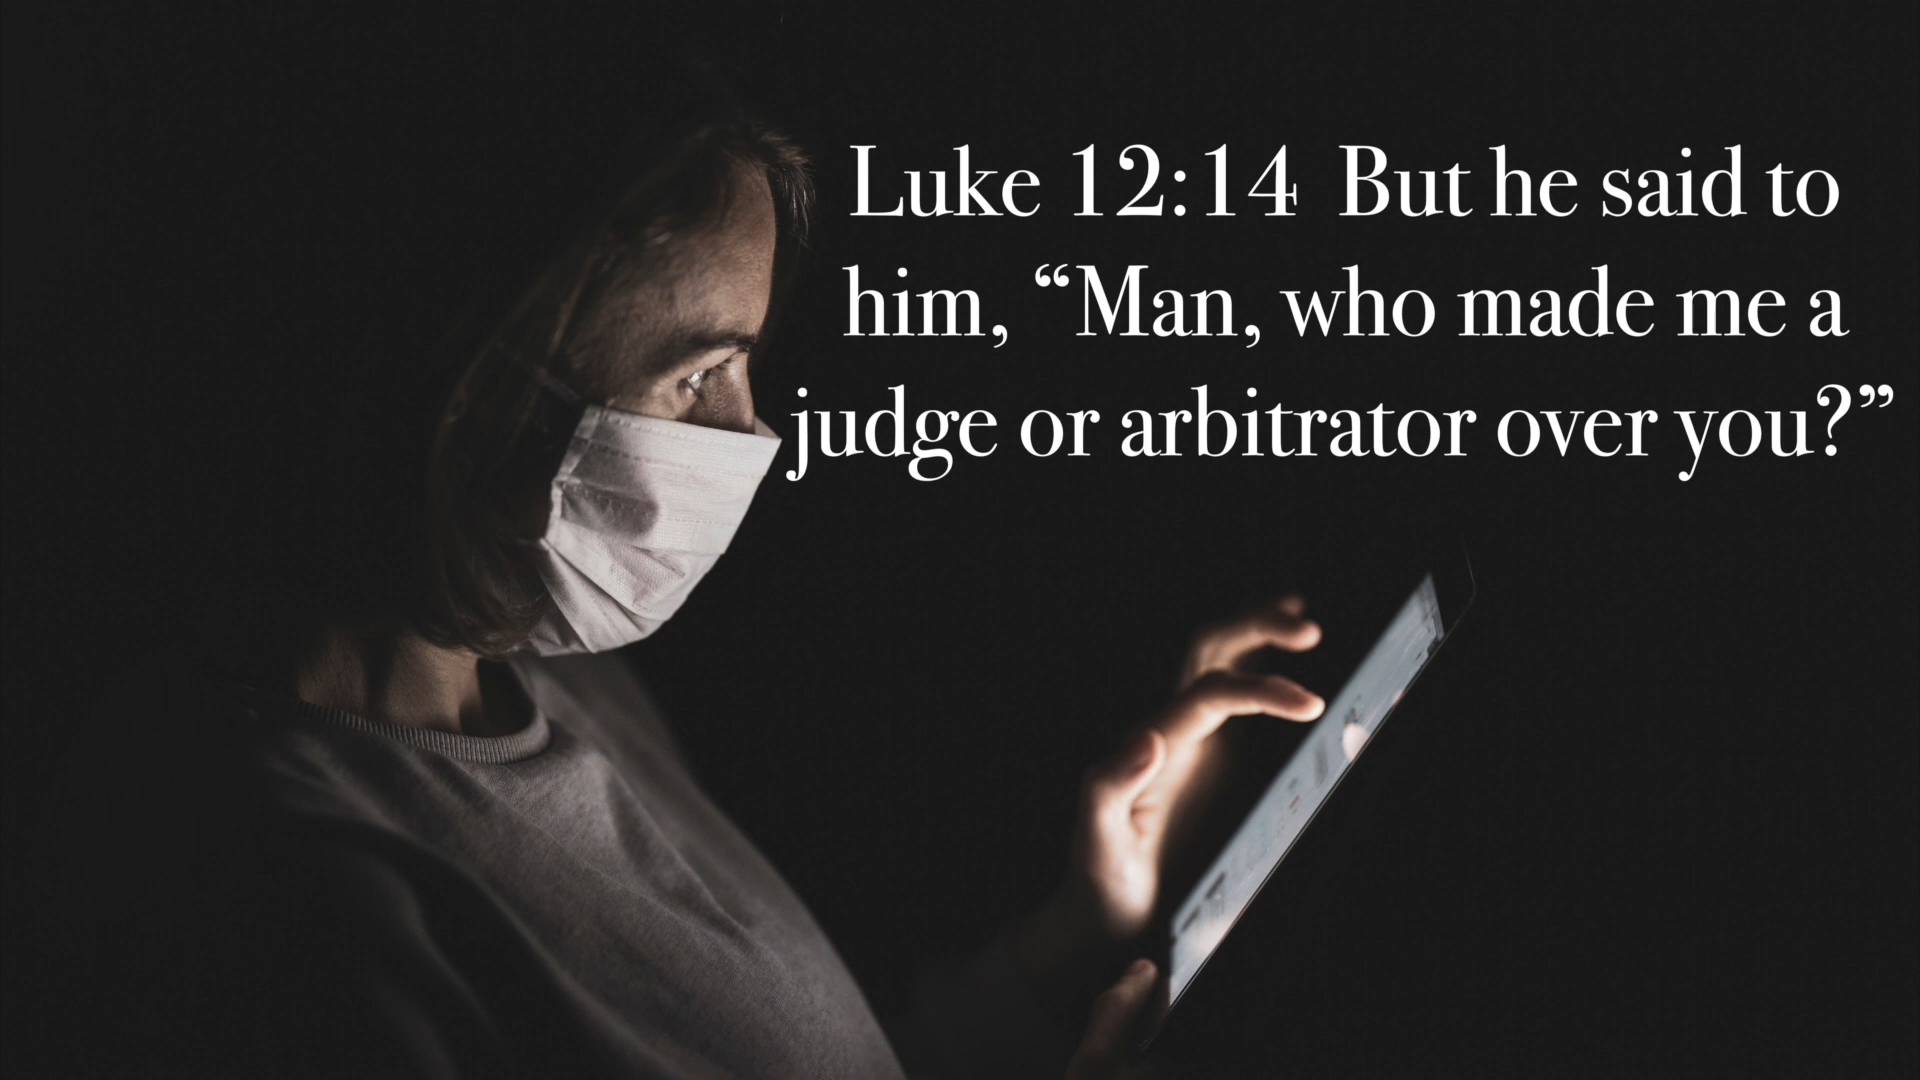 Luke 12:14  But he said to
him, “Man, who made me a
judge or arbitrator over you?”